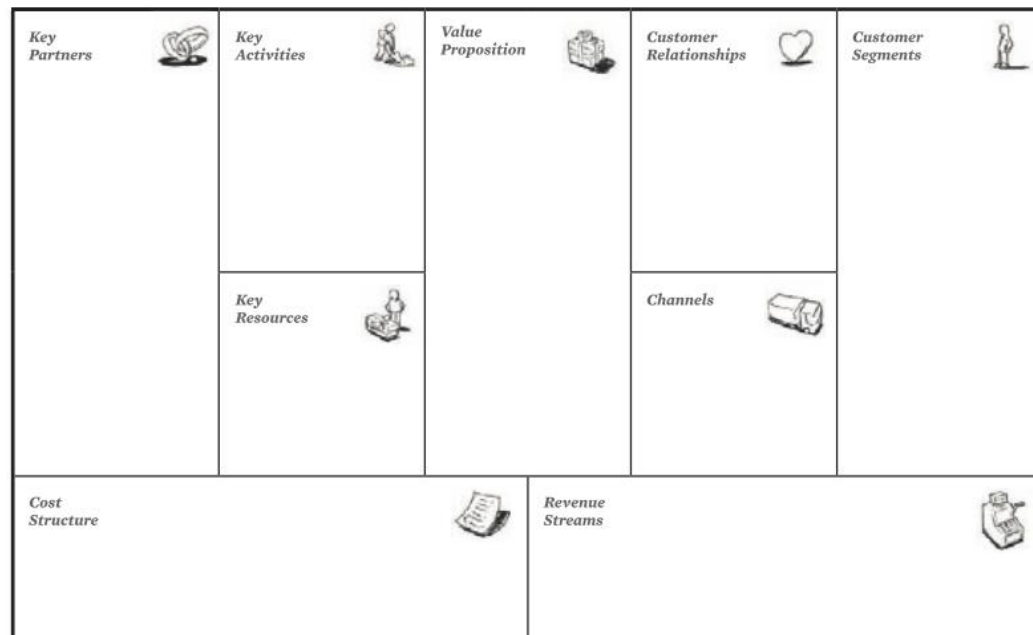 Key
Partners
Key
Activities
Value
Proposition
Customer
Relationships
Customer
Segments
Key
Resources
Channels
Cost
Structure
Revenue
Streams